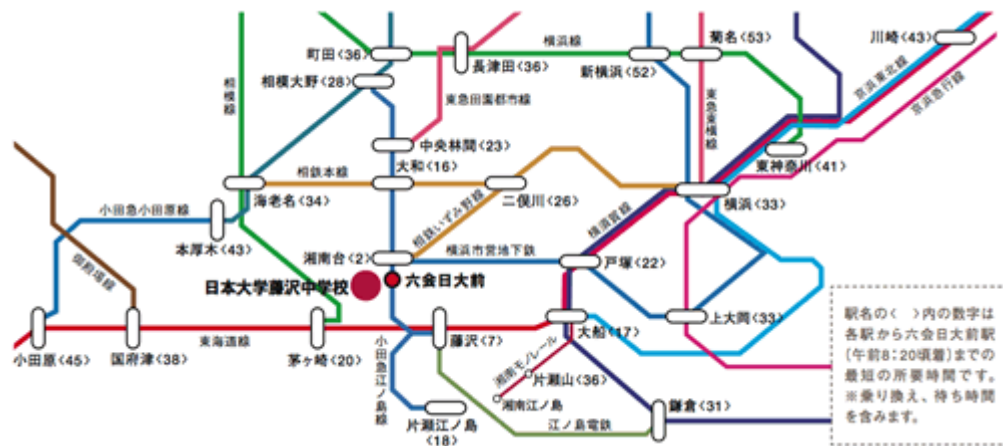 町田〈36〉
横浜線
菊名〈53〉
川崎〈43〉
長津田〈36〉
新横浜〈52〉
相模大野〈28〉
相模線
東急田園都市線
東急東横線
京浜東北線
京浜急行線
中央林間〈23〉
東神奈川〈41〉
大和〈16〉
相鉄本線
海老名〈34〉
二俣川〈26〉
横浜〈33〉
小田急小田原線
相鉄いずみ野線
横須賀線
本厚木〈43〉
御殿場線
湘南台〈2〉
横浜市営地下鉄
戸塚〈22〉
日本大学藤沢中学校
六会日大前
小田原〈45〉
国府津〈38〉
東海道線
茅ヶ崎〈20〉
藤沢〈7〉
大船〈17〉
上大岡〈33〉
小田急江ノ島線
湘南モノレール
片瀬山〈36〉
湘南江ノ島
片瀬江ノ島
〈18〉
江ノ島電鉄
鎌倉〈31〉
駅名の〈 〉内の数字は
各駅から六会日大前駅
(午前8:20頃着)までの
最短の所要時間です。
※乗り換え、待ち時間
を含みます。